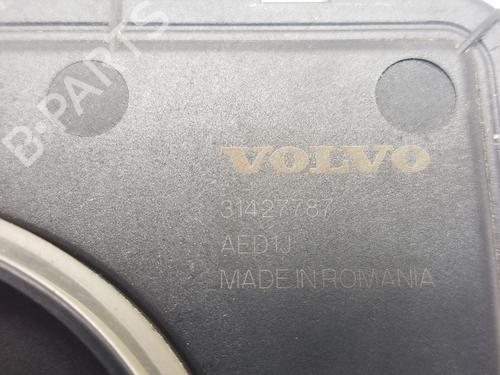 B-PARTS
VOLVO
31427787
AED1J
MADE IN ROMANIA